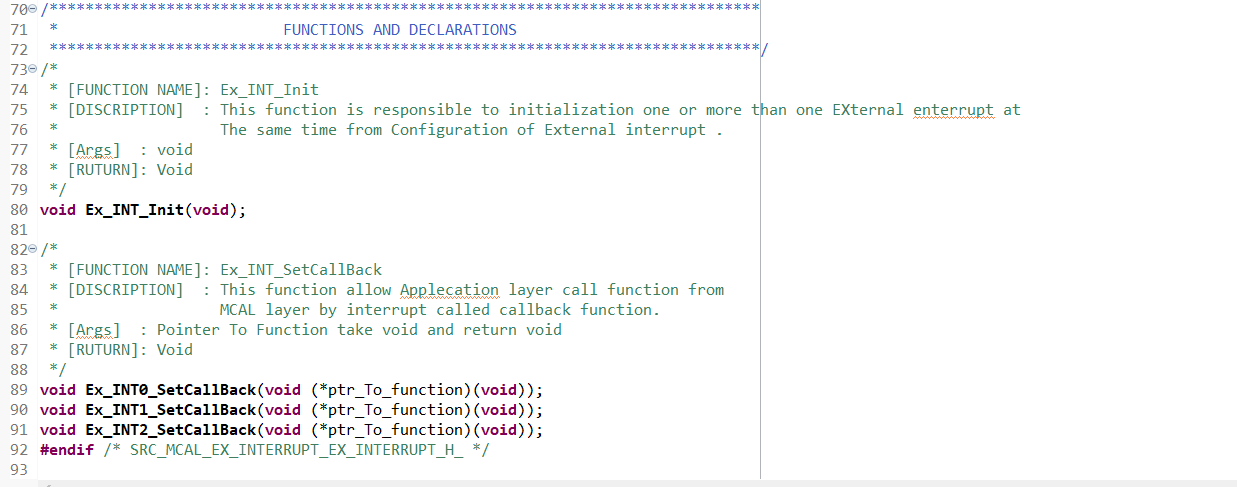 70 /*******************************************************************************
71  *                         FUNCTIONS AND DECLARATIONS
72  *******************************************************************************/
73 /*
74  * [FUNCTION NAME]: Ex_INT_Init
75  * [DISCRIPTION]  : This function is responsible to initialization one or more than one EXternal enterrupt at
76  *                  The same time from Configuration of External interrupt .
77  * [Args]  : void
78  * [RUTURN]: Void
79  */
80 void Ex_INT_Init(void);
81
82 /*
83  * [FUNCTION NAME]: Ex_INT_SetCallBack
84  * [DISCRIPTION]  : This function allow Applecation layer call function from
85  *                  MCAL layer by interrupt called callback function.
86  * [Args]  : Pointer To Function take void and return void
87  * [RUTURN]: Void
88  */
89 void Ex_INT0_SetCallBack(void (*ptr_To_function)(void));
90 void Ex_INT1_SetCallBack(void (*ptr_To_function)(void));
91 void Ex_INT2_SetCallBack(void (*ptr_To_function)(void));
92 #endif /* SRC_MCAL_EX_INTERRUPT_EX_INTERRUPT_H_ */
93